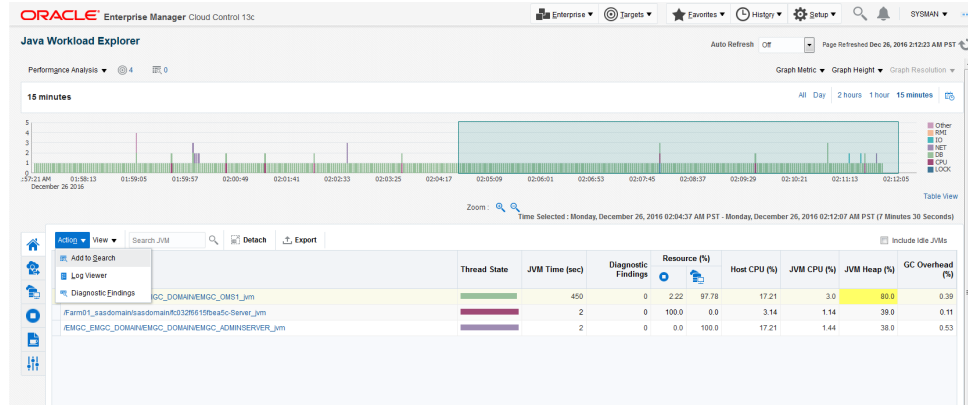 ORACLE Enterprise Manager Cloud Control 13c
Enterprise Targets Favorites History Setup SYSMAN
Java Workload Explorer
Auto Refresh Off Page Refreshed Dec 26, 2016 2:12:23 AM PST
Performance Analysis 4 0
Graph Metric Graph Height Graph Resolution
15 minutes
All Day 2 hours 1 hour 15 minutes
5
4
3
2
1
0
Other
RMI
IO
NET
DB
CPU
LOCK
:57:21 AM 01:58:13 01:59:05 01:59:57 02:00:49 02:01:41 02:02:33 02:03:25 02:04:17 02:05:09 02:06:01 02:06:53 02:07:45 02:08:37 02:09:29 02:10:21 02:11:13 02:12:05
December 26 2016
Table View
Zoom :
Time Selected : Monday, December 26, 2016 02:04:37 AM PST - Monday, December 26, 2016 02:12:07 AM PST (7 Minutes 30 Seconds)
Action View Search JVM Detach Export Include Idle JVMs
Add to Search
Log Viewer
Diagnostic Findings
Thread State JVM Time (sec) Diagnostic Findings Resource (%) Host CPU (%) JVM CPU (%) JVM Heap (%) GC Overhead (%)
MGC_DOMAIN/EMGC_OMS1_jvm 450 0 2.22 97.78 17.21 3.0 80.0 0.39
/Farm01_sasdomain/sasdomain/fc032f6615fbea5c-Server_jvm 2 0 100.0 0.0 3.14 1.14 39.0 0.11
/EMGC_EMGC_DOMAIN/EMGC_DOMAIN/EMGC_ADMINSERVER_jvm 2 0 0.0 100.0 17.21 1.44 38.0 0.53